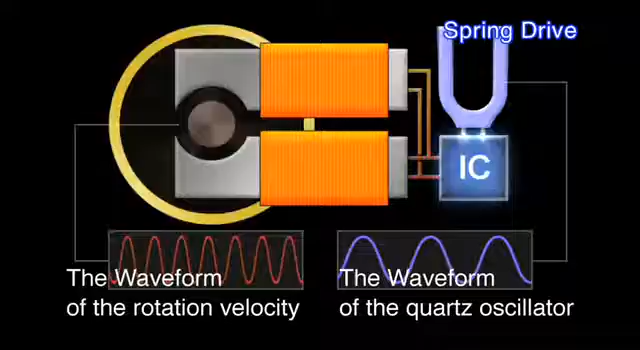 Spring Drive
IC
The Waveform
of the rotation velocity
The Waveform
of the quartz oscillator